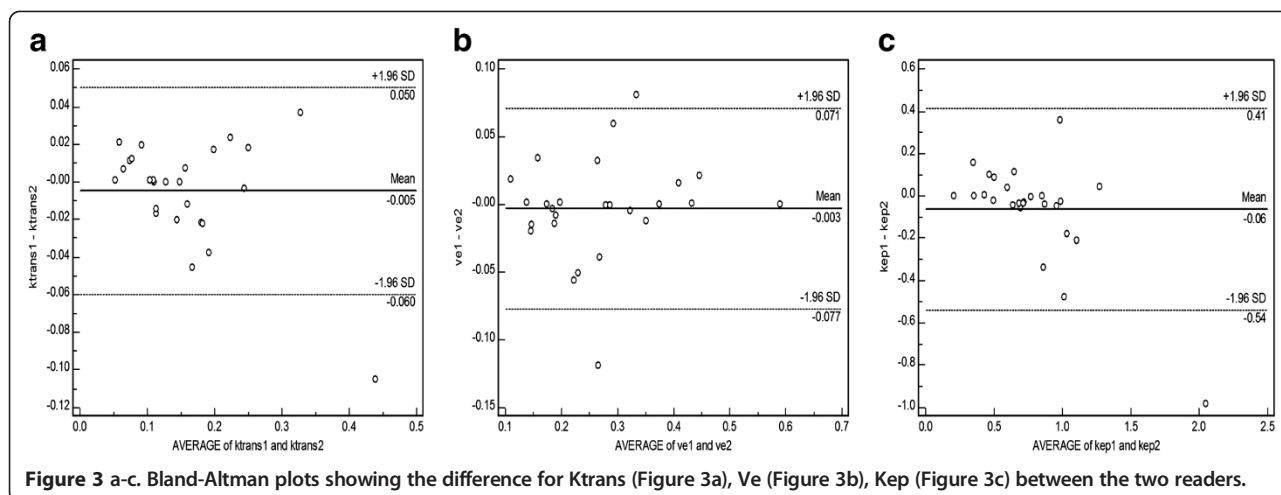 a
0.06
0.04
0.02
-0.00
-0.02
-0.04
-0.06
-0.08
-0.10
-0.12
ktrans1 - ktrans2
+1.96 SD
0.050
Mean
-0.005
-1.96 SD
-0.060
0.0 0.1 0.2 0.3 0.4 0.5
AVERAGE of ktrans1 and ktrans2
b
0.10
0.05
-0.00
-0.05
-0.10
-0.15
ve1 - ve2
+1.96 SD
0.071
Mean
-0.003
-1.96 SD
-0.077
0.1 0.2 0.3 0.4 0.5 0.6 0.7
AVERAGE of ve1 and ve2
c
0.6
0.4
0.2
0.0
-0.2
-0.4
-0.6
-0.8
-1.0
kep1 - kep2
+1.96 SD
0.41
Mean
-0.06
-1.96 SD
-0.54
0.0 0.5 1.0 1.5 2.0 2.5
AVERAGE of kep1 and kep2
Figure 3 a-c. Bland-Altman plots showing the difference for Ktrans (Figure 3a), Ve (Figure 3b), Kep (Figure 3c) between the two readers.